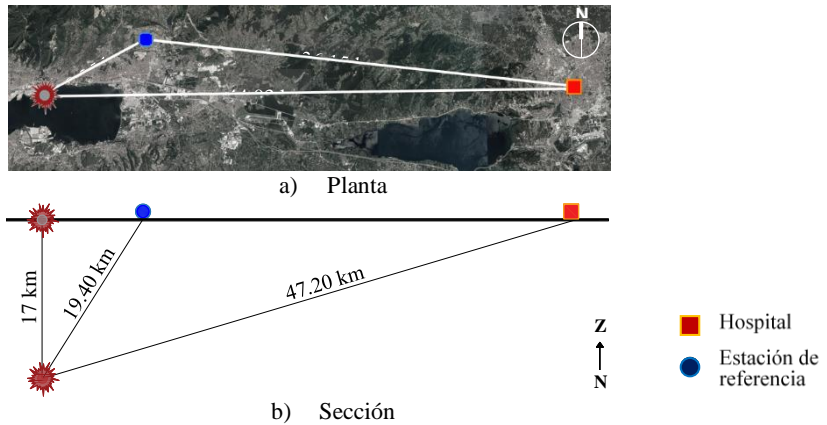 N
a) Planta
17 km
19.40 km
47.20 km
Z
N
b) Sección
Hospital
Estación de
referencia